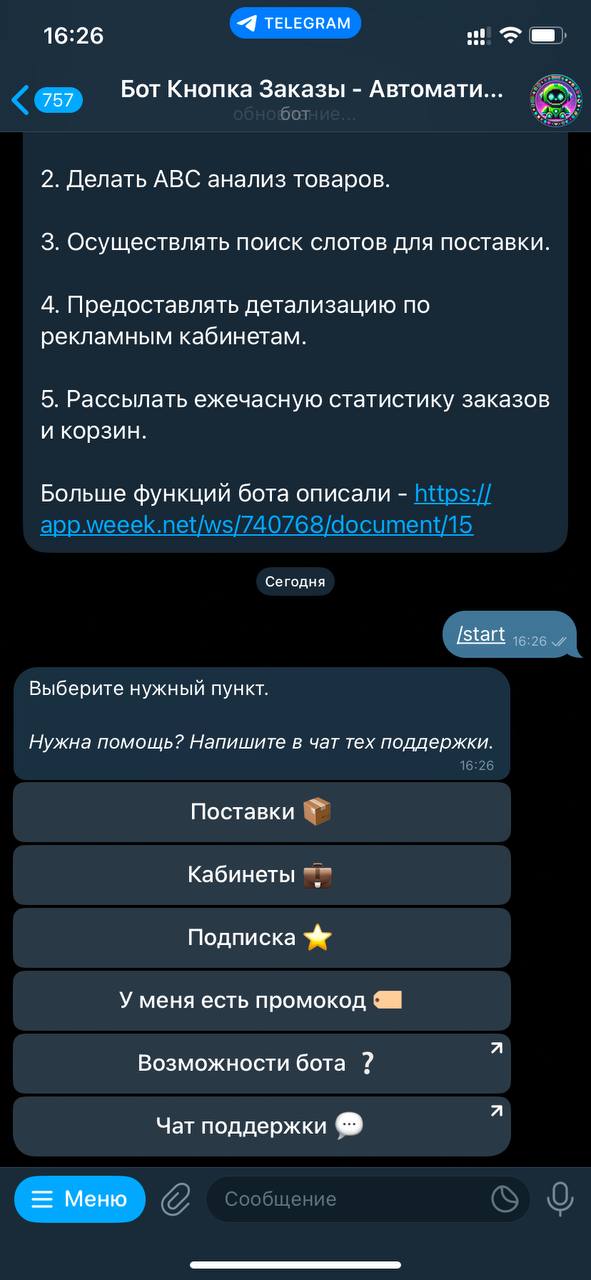 16:26
TELEGRAM
757
Бот Кнопка Заказы - Автомати...
бот
обновление...
2. Делать АВС анализ товаров.
3. Осуществлять поиск слотов для поставки.
4. Предоставлять детализацию по
рекламным кабинетам.
5. Рассылать ежечасную статистику заказов
и корзин.
Больше функций бота описали - https://
app.weeek.net/ws/740768/document/15
Сегодня
/start 16:26
Выберите нужный пункт.
Нужна помощь? Напишите в чат тех поддержки.
16:26
Поставки 📦
Кабинеты 💼
Подписка ⭐
У меня есть промокод 🏷️
Возможности бота ❔
Чат поддержки 💬
Меню
Сообщение